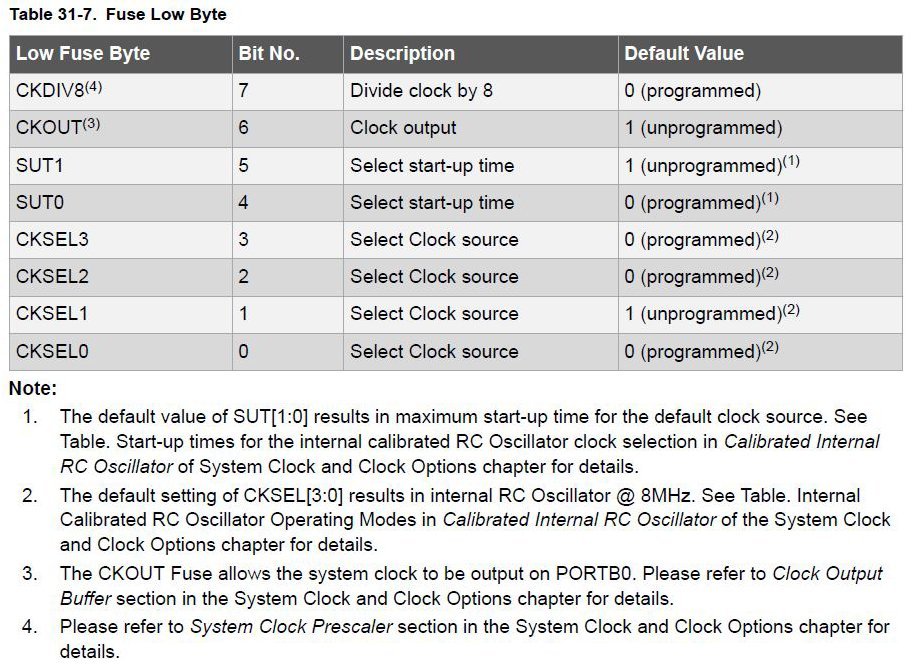 Table 31-7. Fuse Low Byte
Low Fuse Byte Bit No. Description Default Value
CKDIV8(4) 7 Divide clock by 8 0 (programmed)
CKOUT(3) 6 Clock output 1 (unprogrammed)
SUT1 5 Select start-up time 1 (unprogrammed)(1)
SUT0 4 Select start-up time 0 (programmed)(1)
CKSEL3 3 Select Clock source 0 (programmed)(2)
CKSEL2 2 Select Clock source 0 (programmed)(2)
CKSEL1 1 Select Clock source 1 (unprogrammed)(2)
CKSEL0 0 Select Clock source 0 (programmed)(2)
Note:
1. The default value of SUT[1:0] results in maximum start-up time for the default clock source. See
Table. Start-up times for the internal calibrated RC Oscillator clock selection in Calibrated Internal
RC Oscillator of System Clock and Clock Options chapter for details.
2. The default setting of CKSEL[3:0] results in internal RC Oscillator @ 8MHz. See Table. Internal
Calibrated RC Oscillator Operating Modes in Calibrated Internal RC Oscillator of the System Clock
and Clock Options chapter for details.
3. The CKOUT Fuse allows the system clock to be output on PORTB0. Please refer to Clock Output
Buffer section in the System Clock and Clock Options chapter for details.
4. Please refer to System Clock Prescaler section in the System Clock and Clock Options chapter for
details.